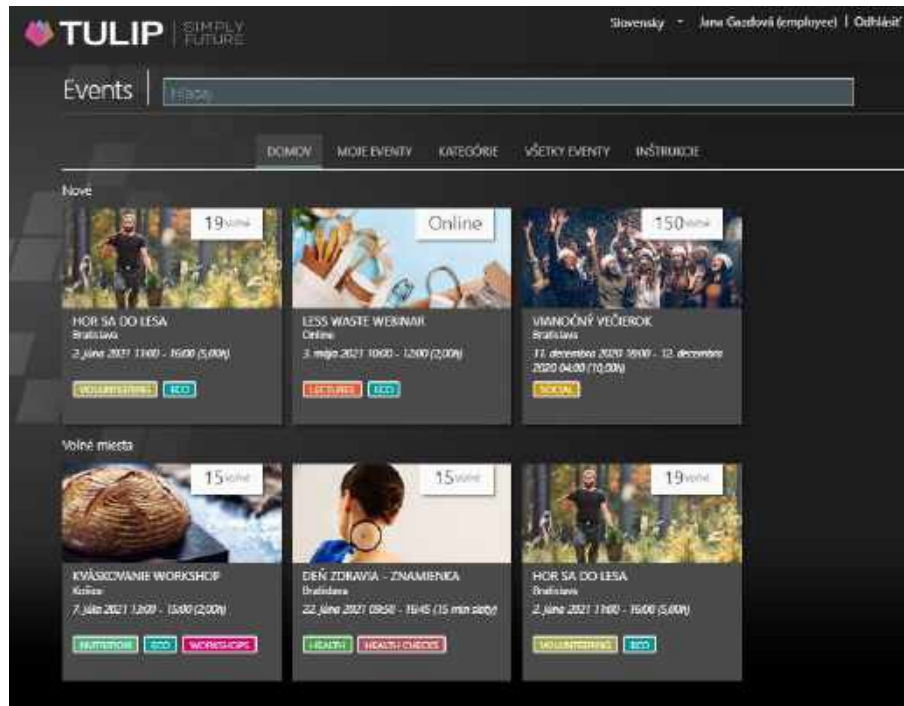 TULIP SIMPLY FUTURE
Slovensky
Jana Gazdová (employee) | Odhlásiť
Events
Hľadaj
DOMOV MOJE EVENTY KATEGÓRIE VŠETKY EVENTY INŠTRUKCIE
Nové
19 voľné
HOR SA DO LESA
Bratislava
2. júna 2021 11:00 - 16:00 (5,00h)
VOLUNTEERING ECO
Online
LESS WASTE WEBINAR
Online
3. mája 2021 10:00 - 12:00 (2,00h)
LECTURES ECO
150 voľné
VIANOČNÝ VEČIEROK
Bratislava
11. decembra 2020 18:00 - 12. decembra
2020 04:00 (10,00h)
SOCIAL
Voľné miesta
15 voľné
KVÁSKOVANIE WORKSHOP
Košice
7. júla 2021 13:00 - 15:00 (2,00h)
NUTRITION ECO WORKSHOPS
15 voľné
DEŇ ZDRAVIA - ZNAMIENKA
Bratislava
22. júna 2021 09:50 - 16:45 (15 min sloty)
HEALTH HEALTH CHECKS
19 voľné
HOR SA DO LESA
Bratislava
2. júna 2021 11:00 - 16:00 (5,00h)
VOLUNTEERING ECO